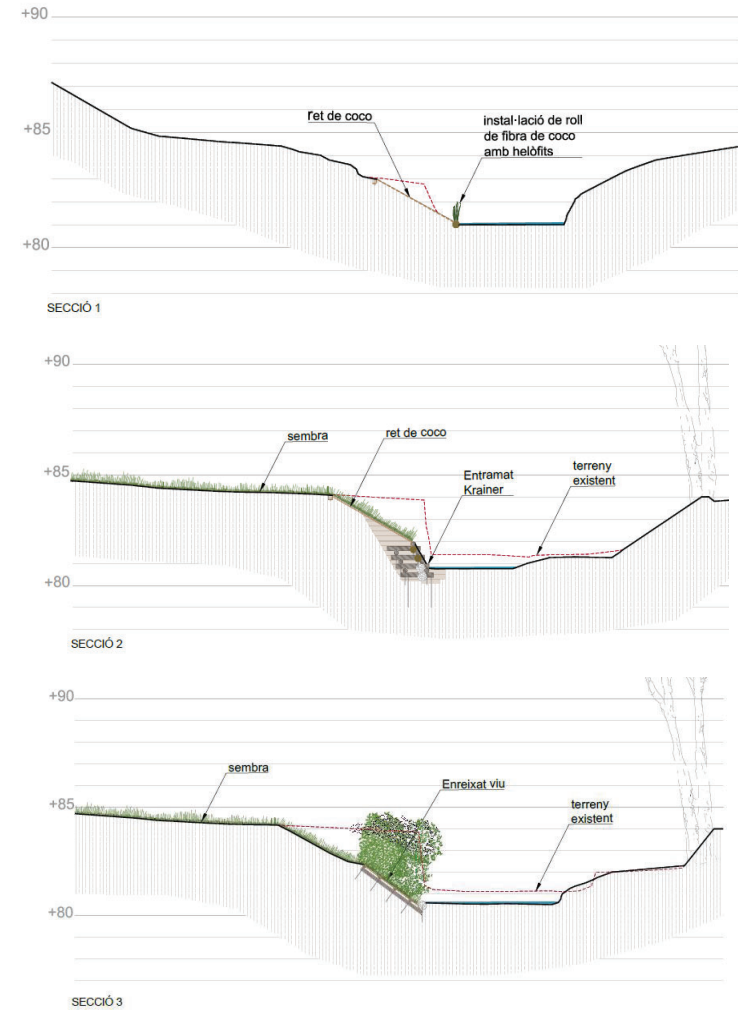 +90
ret de coco
instal·lació de roll
de fibra de coco
amb helòfits
+85
+80
SECCIÓ 1
+90
sembra
ret de coco
Entramat
Krainer
terreny
existent
+85
+80
SECCIÓ 2
+90
sembra
Enreixat viu
terreny
existent
+85
+80
SECCIÓ 3